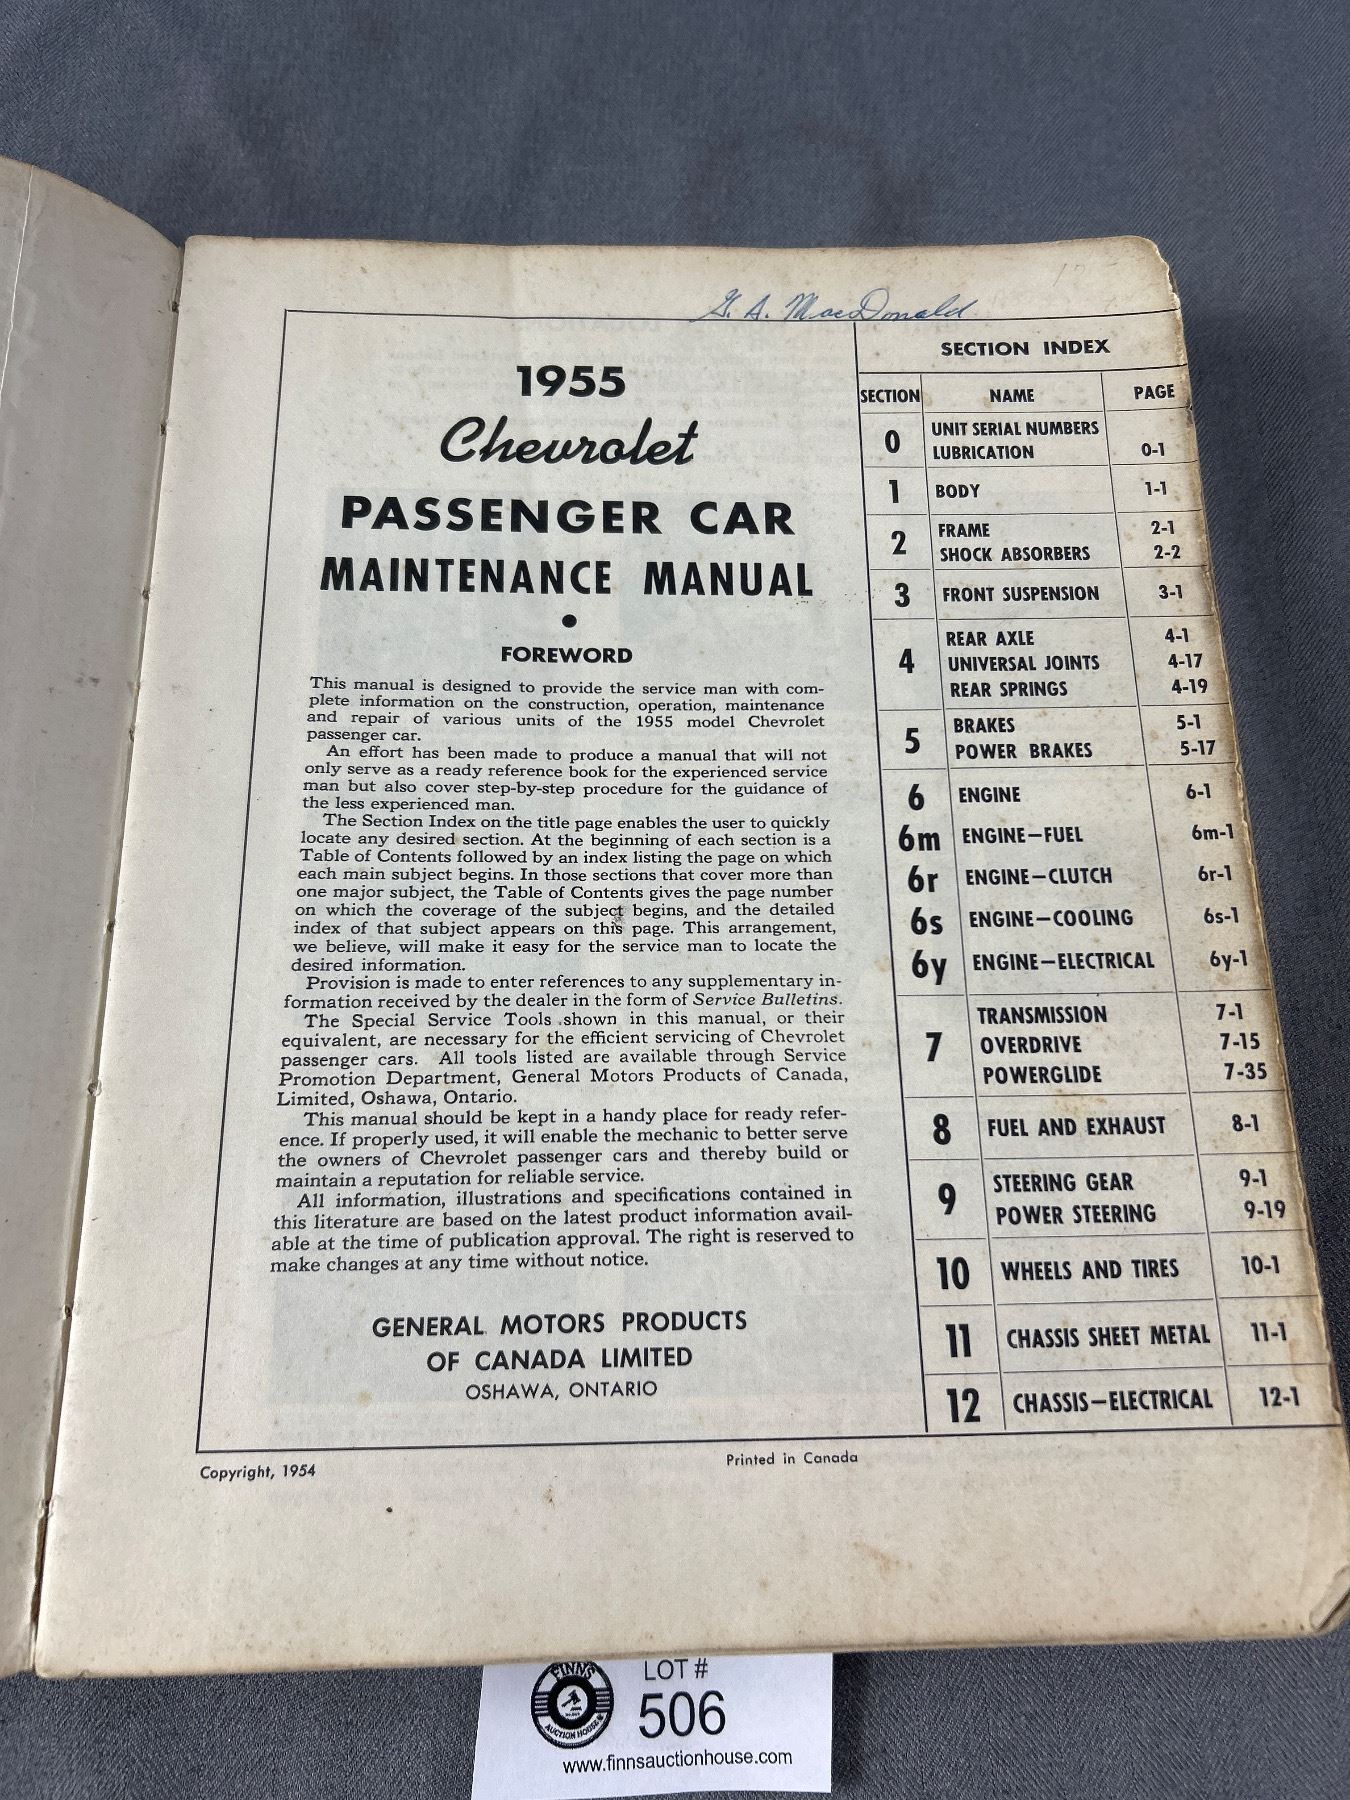 G. A. MacDonald
1955
Chevrolet
PASSENGER CAR
MAINTENANCE MANUAL
•
FOREWORD
This manual is designed to provide the service man with com-
plete information on the construction, operation, maintenance
and repair of various units of the 1955 model Chevrolet
passenger car.
An effort has been made to produce a manual that will not
only serve as a ready reference book for the experienced service
man but also cover step-by-step procedure for the guidance of
the less experienced man.
The Section Index on the title page enables the user to quickly
locate any desired section. At the beginning of each section is a
Table of Contents followed by an index listing the page on which
each main subject begins. In those sections that cover more than
one major subject, the Table of Contents gives the page number
on which the coverage of the subject begins, and the detailed
index of that subject appears on this page. This arrangement,
we believe, will make it easy for the service man to locate the
desired information.
Provision is made to enter references to any supplementary in-
formation received by the dealer in the form of Service Bulletins.
The Special Service Tools shown in this manual, or their
equivalent, are necessary for the efficient servicing of Chevrolet
passenger cars. All tools listed are available through Service
Promotion Department, General Motors Products of Canada,
Limited, Oshawa, Ontario.
This manual should be kept in a handy place for ready refer-
ence. If properly used, it will enable the mechanic to better serve
the owners of Chevrolet passenger cars and thereby build or
maintain a reputation for reliable service.
All information, illustrations and specifications contained in
this literature are based on the latest product information avail-
able at the time of publication approval. The right is reserved to
make changes at any time without notice.
GENERAL MOTORS PRODUCTS
OF CANADA LIMITED
OSHAWA, ONTARIO
SECTION INDEX
SECTION NAME PAGE
0 UNIT SERIAL NUMBERS
LUBRICATION 0-1
1 BODY 1-1
2 FRAME 2-1
SHOCK ABSORBERS 2-2
3 FRONT SUSPENSION 3-1
4 REAR AXLE 4-1
UNIVERSAL JOINTS 4-17
REAR SPRINGS 4-19
5 BRAKES 5-1
POWER BRAKES 5-17
6 ENGINE 6-1
6m ENGINE—FUEL 6m-1
6r ENGINE—CLUTCH 6r-1
6s ENGINE—COOLING 6s-1
6y ENGINE—ELECTRICAL 6y-1
7 TRANSMISSION 7-1
OVERDRIVE 7-15
POWERGLIDE 7-35
8 FUEL AND EXHAUST 8-1
9 STEERING GEAR 9-1
POWER STEERING 9-19
10 WHEELS AND TIRES 10-1
11 CHASSIS SHEET METAL 11-1
12 CHASSIS—ELECTRICAL 12-1
Copyright, 1954
Printed in Canada
FINNS
AUCTION HOUSE
LOT #
506
www.finnsauctionhouse.com